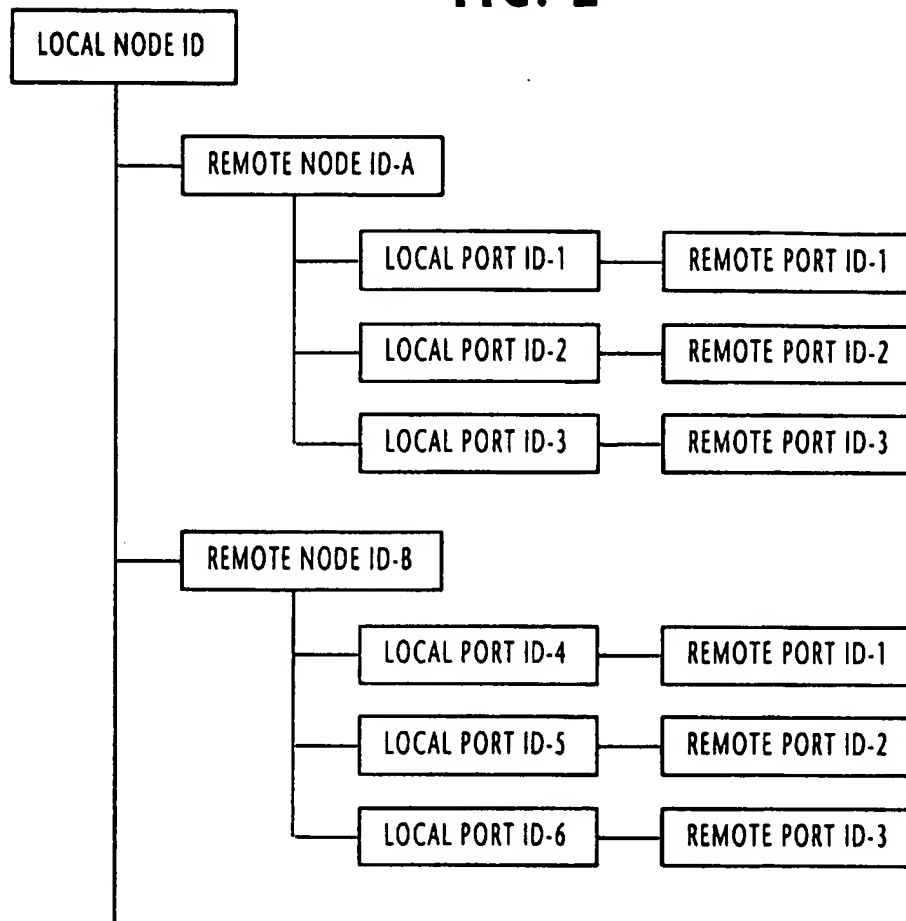 LOCAL NODE ID
REMOTE NODE ID-A
LOCAL PORT ID-1 REMOTE PORT ID-1
LOCAL PORT ID-2 REMOTE PORT ID-2
LOCAL PORT ID-3 REMOTE PORT ID-3
REMOTE NODE ID-B
LOCAL PORT ID-4 REMOTE PORT ID-1
LOCAL PORT ID-5 REMOTE PORT ID-2
LOCAL PORT ID-6 REMOTE PORT ID-3